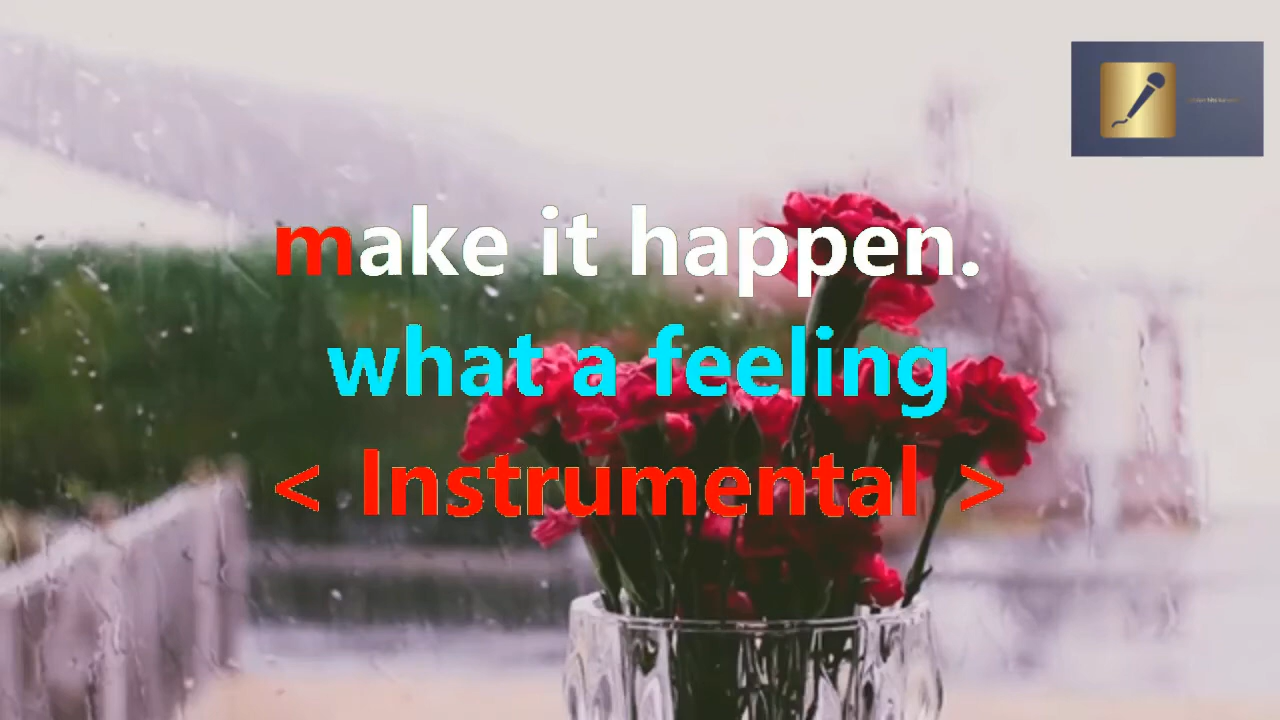 make it happen.
what a feeling
< Instrumental >